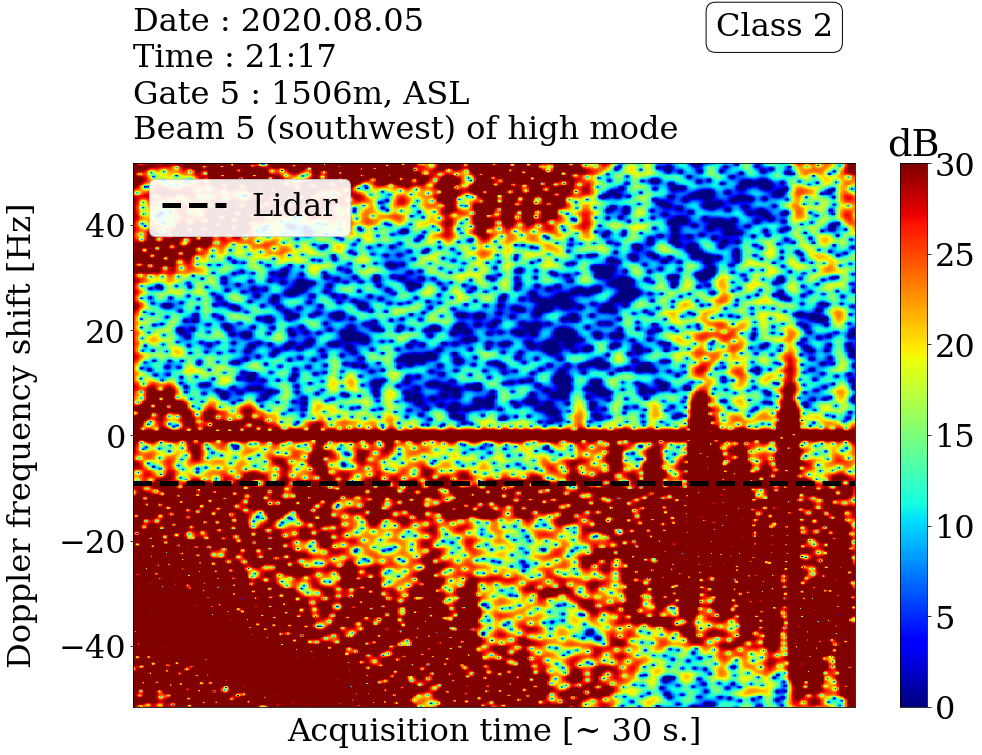 Date : 2020.08.05
Time : 21:17
Gate 5 : 1506m, ASL
Beam 5 (southwest) of high mode
Class 2
dB
Lidar
Doppler frequency shift [Hz]
40
20
0
−20
−40
30
25
20
15
10
5
0
Acquisition time [~ 30 s.]